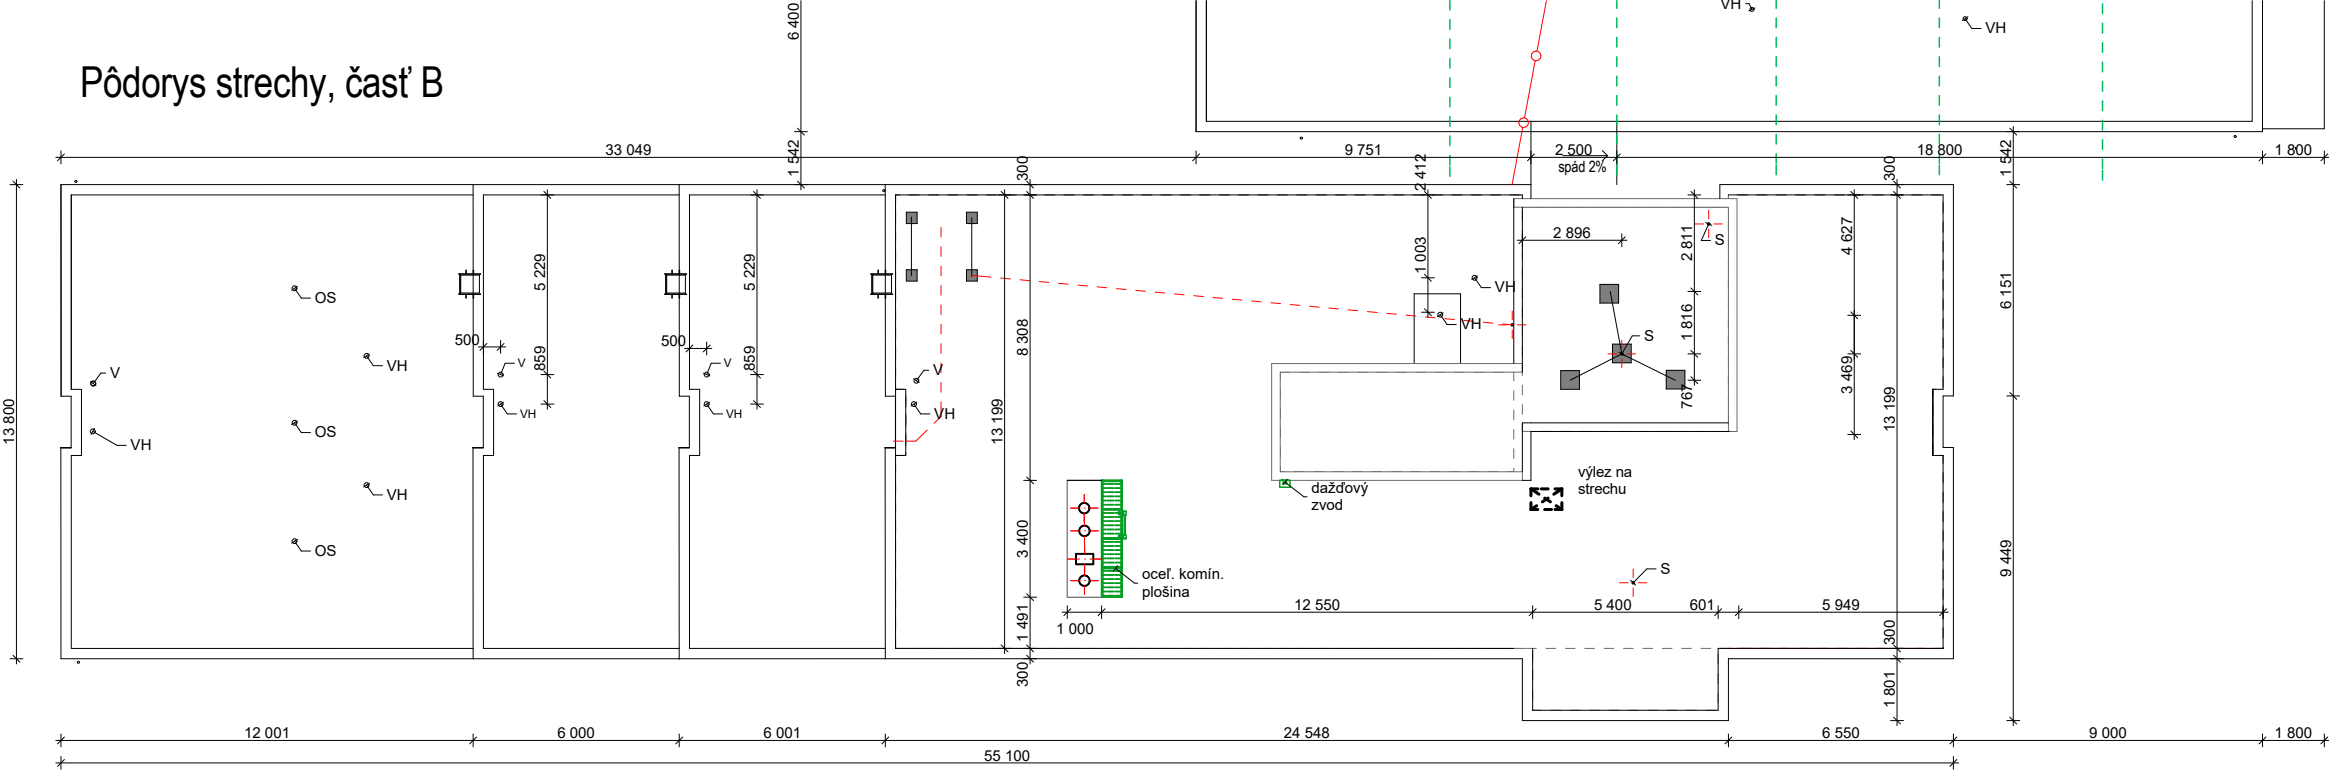 VH
VH
6 400
Pôdorys strechy, časť B
33 049
1 542
300
9 751
2 412
2 500
spád 2%
18 800
300
1 542
1 800
5 229
5 229
1 003
2 896
2 811
S
4 627
6 151
OS
VH
VH
8 308
1 816
S
500
859
500
859
VH
V
V
V
V
3 469
767
13 800
VH
VH
VH
13 199
13 199
OS
VH
VH
výlez na
strechu
dažďový
zvod
3 400
OS
9 449
oceľ. komín.
plošina
S
12 550
5 400
601
5 949
1 000
1 491
300
300
1 801
12 001
6 000
6 001
24 548
6 550
9 000
1 800
55 100